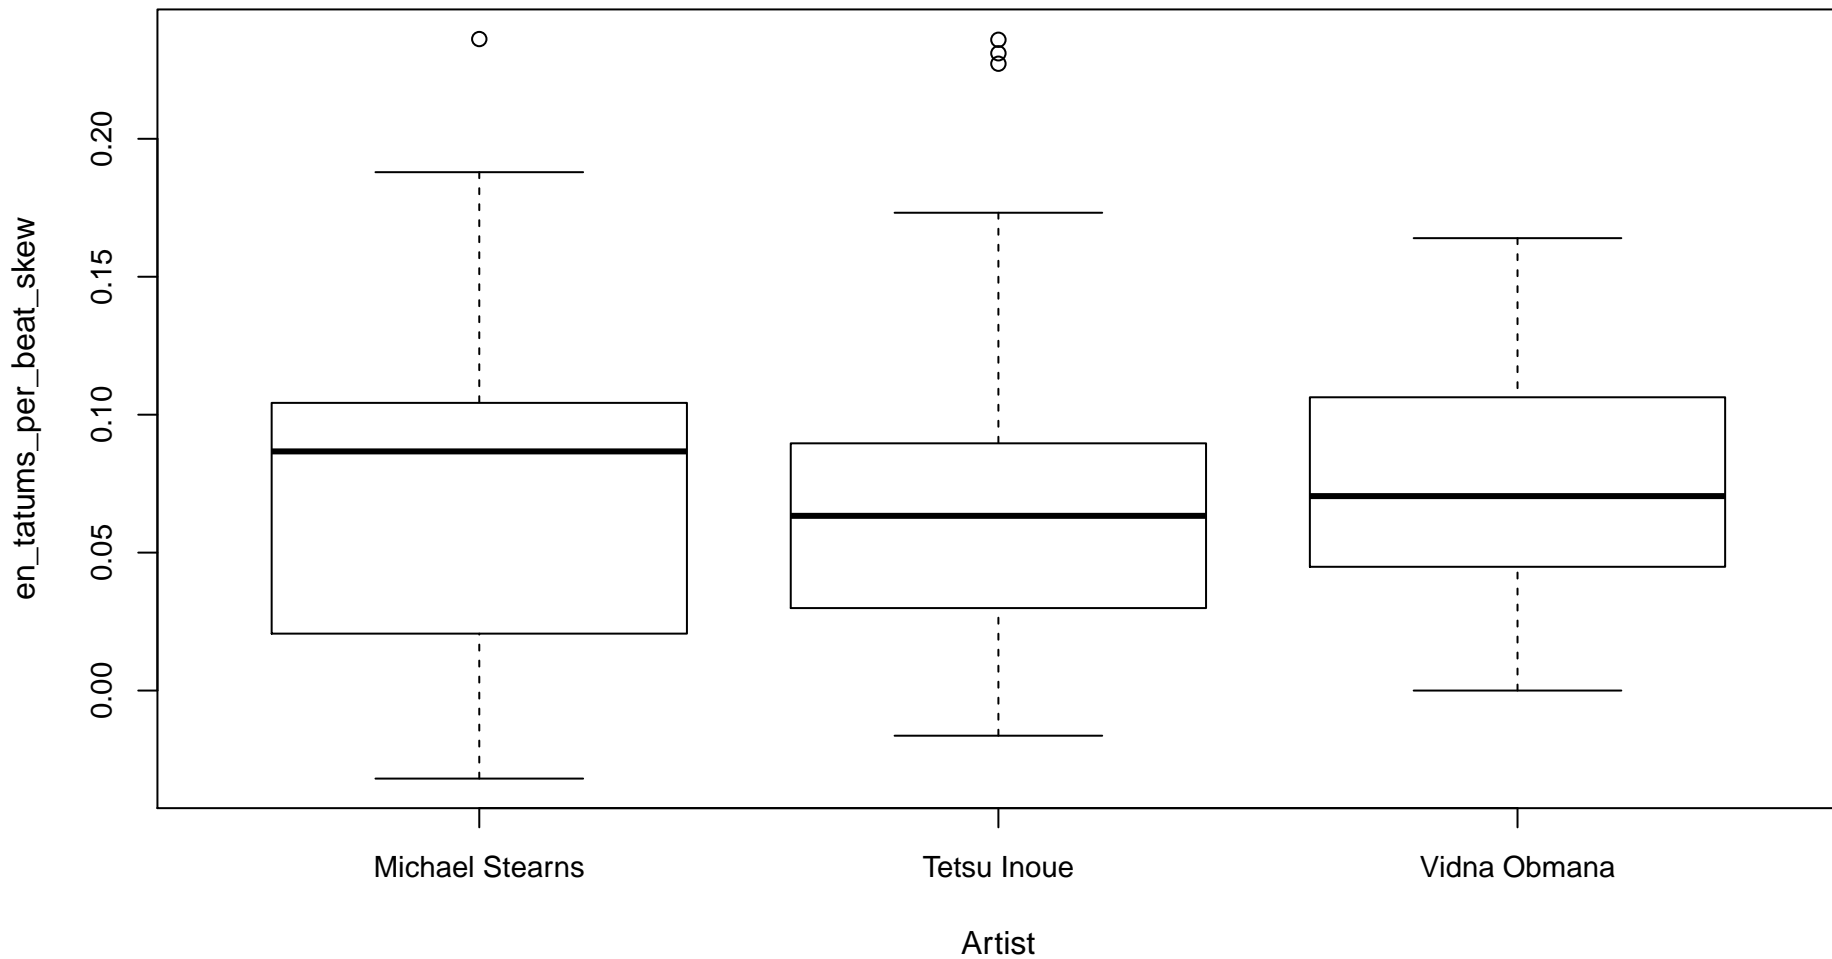 en_tatums_per_beat_skew
0.20
0.15
0.10
0.05
0.00
Michael Stearns
Tetsu Inoue
Vidna Obmana
Artist